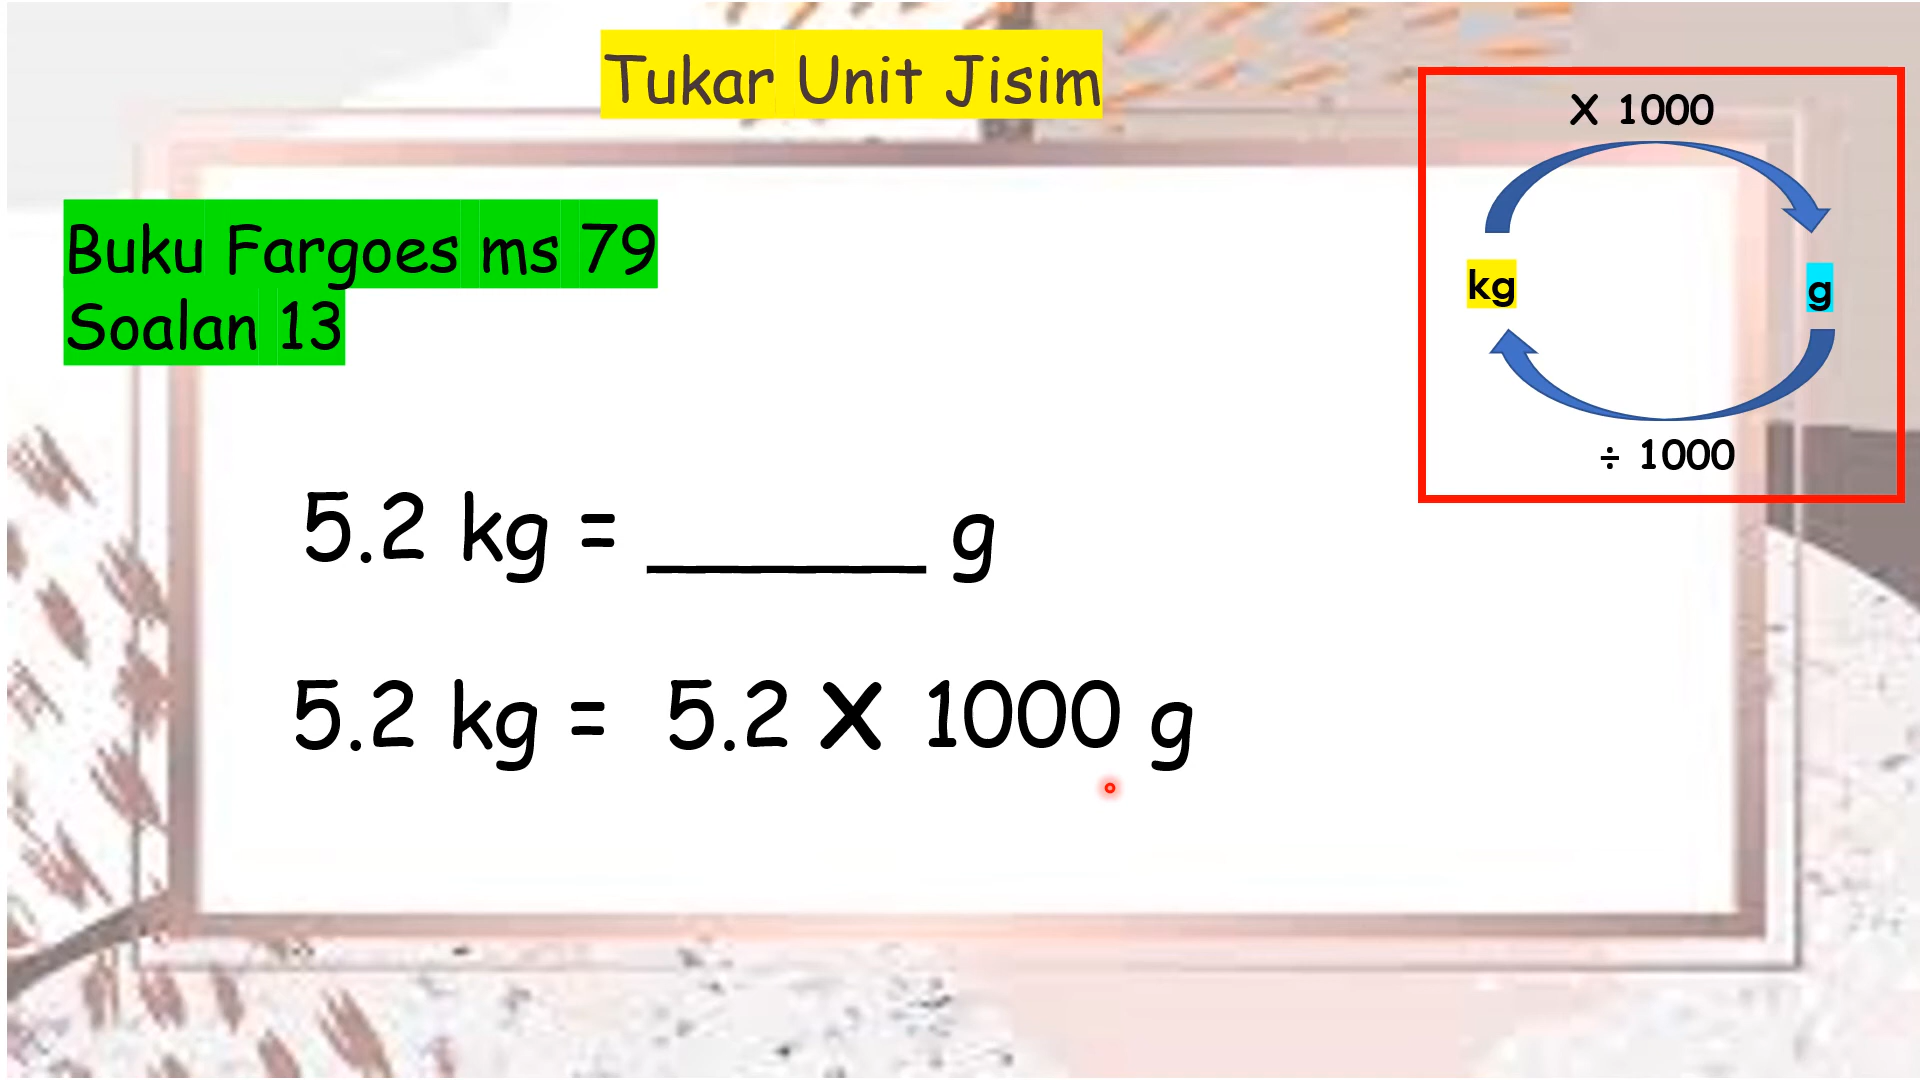 Tukar Unit Jisim
X 1000
Buku Fargoes ms 79
Soalan 13
kg
g
÷ 1000
5.2 kg = ______ g
5.2 kg = 5.2 X 1000 g